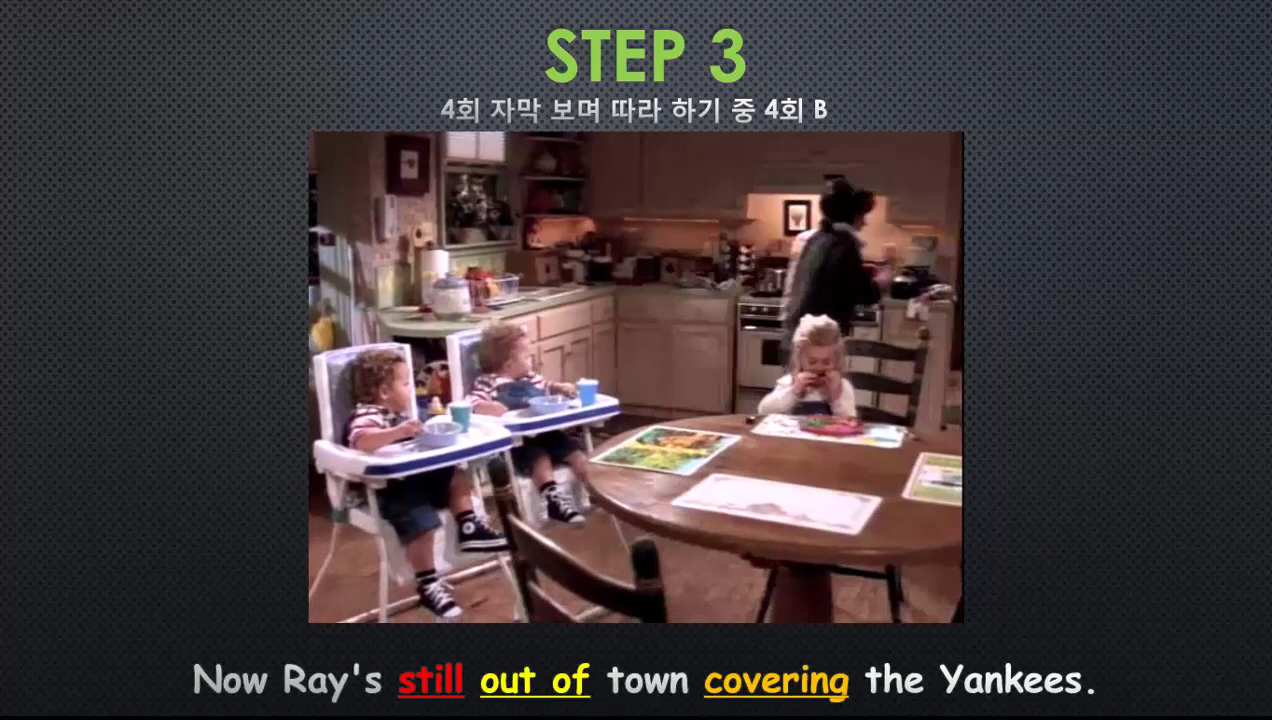 STEP 3
4회 자막 보며 따라 하기 중 4회 B
Now Ray's still out of town covering the Yankees.